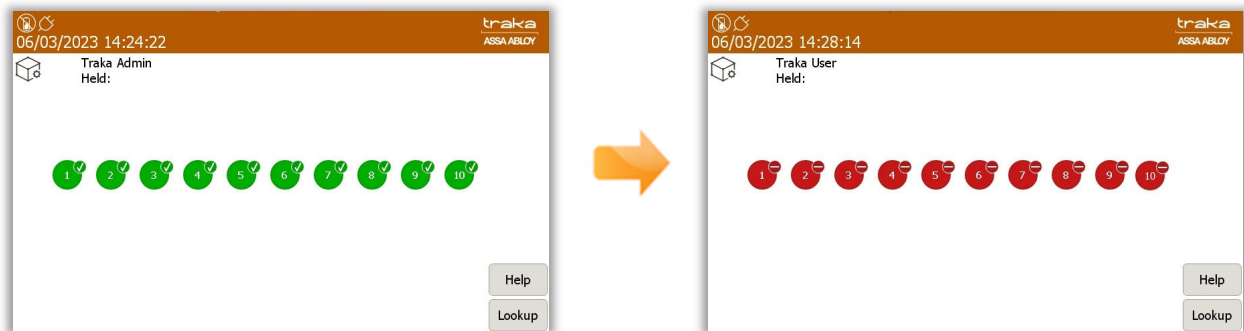 traka
06/03/2023 14:24:22
ASSA ABLOY
Traka Admin
Held:
1 2 3 4 5 6 7 8 9 10
Help
Lookup
traka
06/03/2023 14:28:14
ASSA ABLOY
Traka User
Held:
1 2 3 4 5 6 7 8 9 10
Help
Lookup